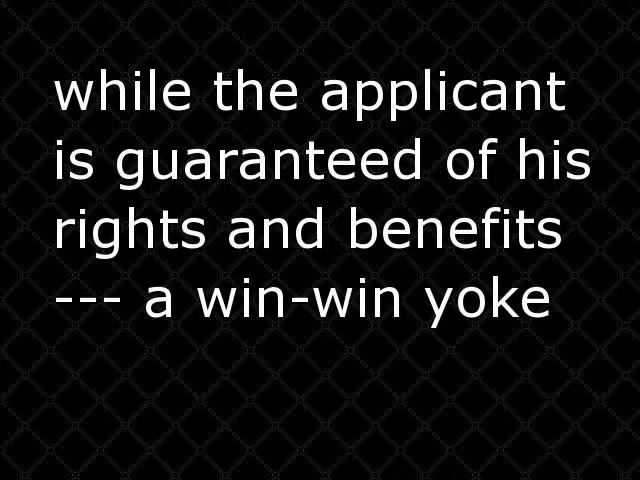 while the applicant
is guaranteed of his
rights and benefits
--- a win-win yoke